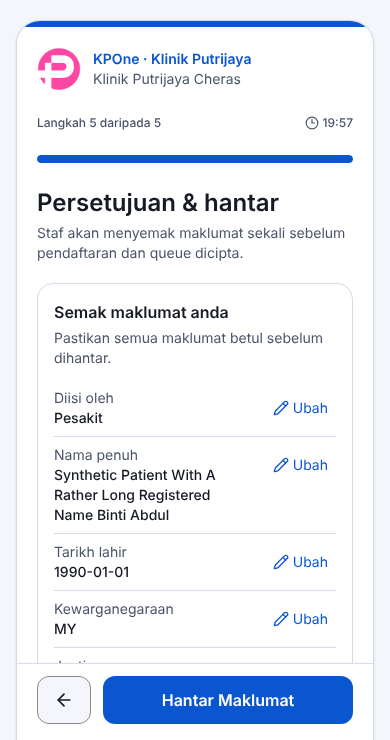 KPOne · Klinik Putrijaya
Klinik Putrijaya Cheras
Langkah 5 daripada 5
19:57
Persetujuan & hantar
Staf akan menyemak maklumat sekali sebelum
pendaftaran dan queue dicipta.
Semak maklumat anda
Pastikan semua maklumat betul sebelum
dihantar.
Diisi oleh
Ubah
Pesakit
Nama penuh
Ubah
Synthetic Patient With A
Rather Long Registered
Name Binti Abdul
Tarikh lahir
Ubah
1990-01-01
Kewarganegaraan
Ubah
MY
Hantar Maklumat